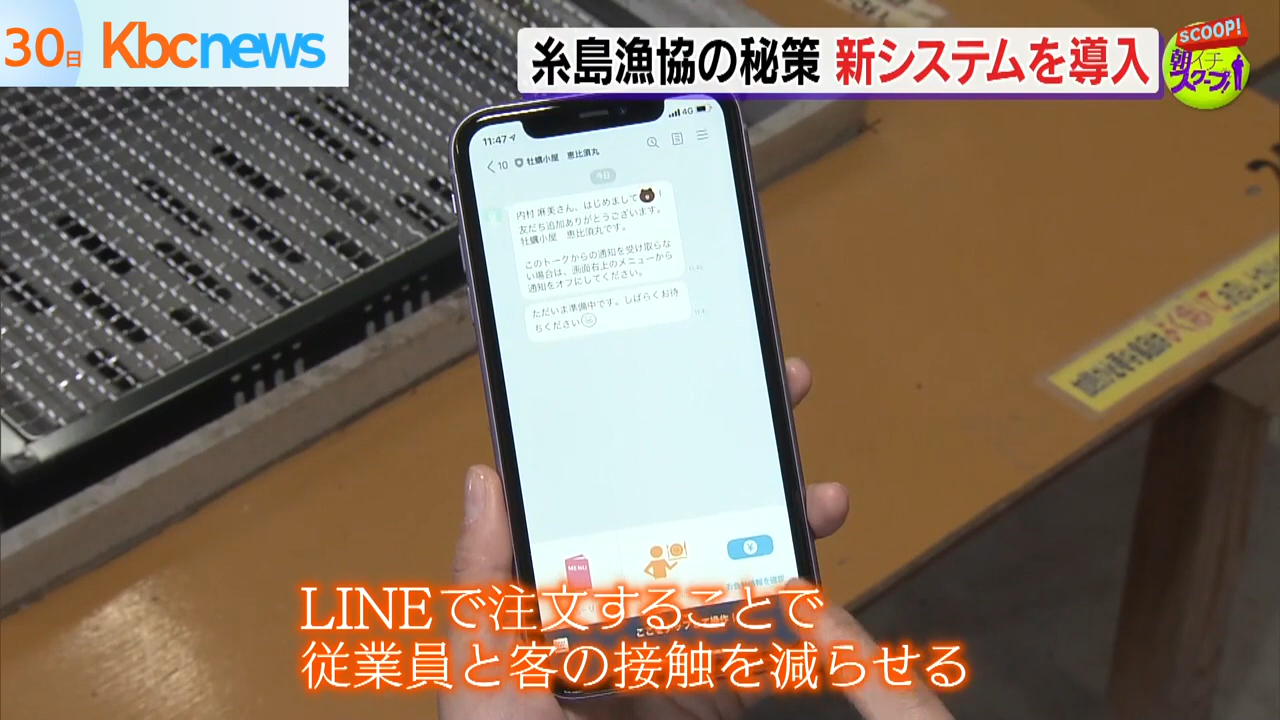 30日 Kbcnews
糸島漁協の秘策 新システムを導入
SCOOP!
朝イチ
スクープ!
11:47
4G
10 牡蠣小屋 恵比須丸
今日
内村 麻美さん、はじめまして!
友だち追加ありがとうございます。
牡蠣小屋 恵比須丸です。
このトークからの通知を受け取らな
い場合は、画面右上のメニューから
通知をオフにしてください。
ただいま準備中です。しばらくお待
ちください
MENU
¥
LINEで注文することで
従業員と客の接触を減らせる